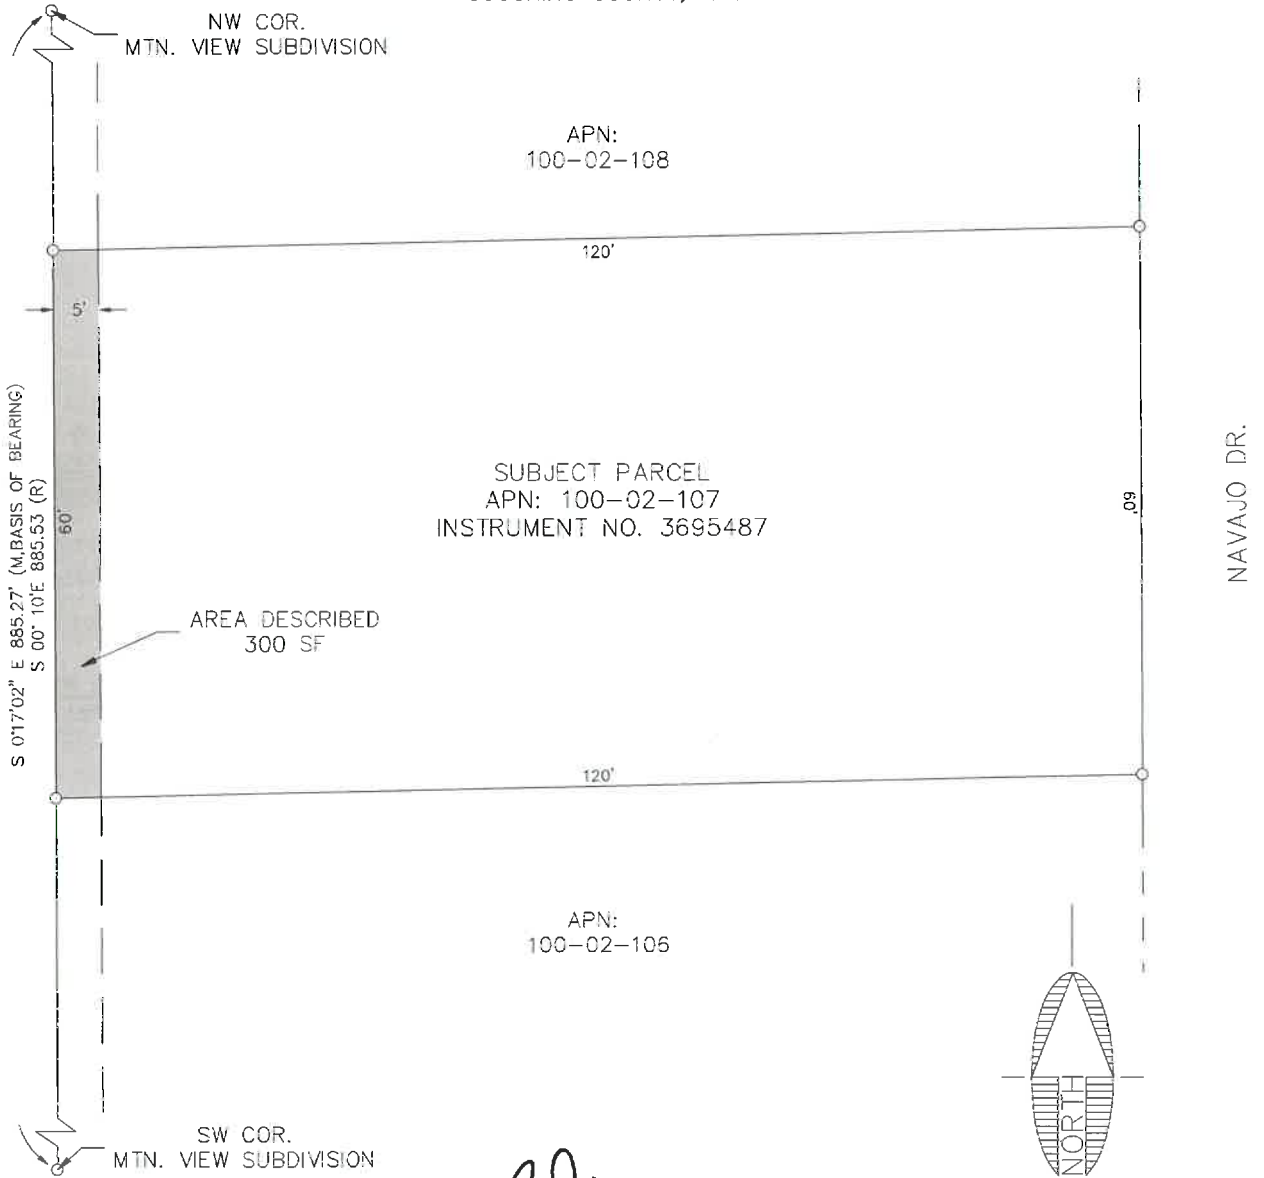 NW COR.
MTN. VIEW SUBDIVISION
APN:
100-02-108
120'
5'
S 0°17'02" E 885.27' (M,BASIS OF BEARING)
S 00° 10'E 885.53 (R)
60'
SUBJECT PARCEL
APN: 100-02-107
INSTRUMENT NO. 3695487
60'
NAVAJO DR.
AREA DESCRIBED
300 SF
120'
APN:
100-02-106
SW COR.
MTN. VIEW SUBDIVISION
NORTH